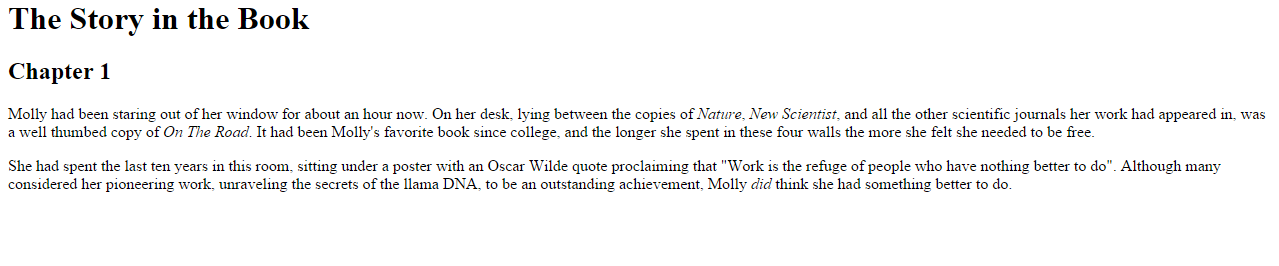 The Story in the Book
Chapter 1
Molly had been staring out of her window for about an hour now. On her desk, lying between the copies of Nature, New Scientist, and all the other scientific journals her work had appeared in, was
a well thumbed copy of On The Road. It had been Molly's favorite book since college, and the longer she spent in these four walls the more she felt she needed to be free.
She had spent the last ten years in this room, sitting under a poster with an Oscar Wilde quote proclaiming that "Work is the refuge of people who have nothing better to do". Although many
considered her pioneering work, unraveling the secrets of the llama DNA, to be an outstanding achievement, Molly did think she had something better to do.